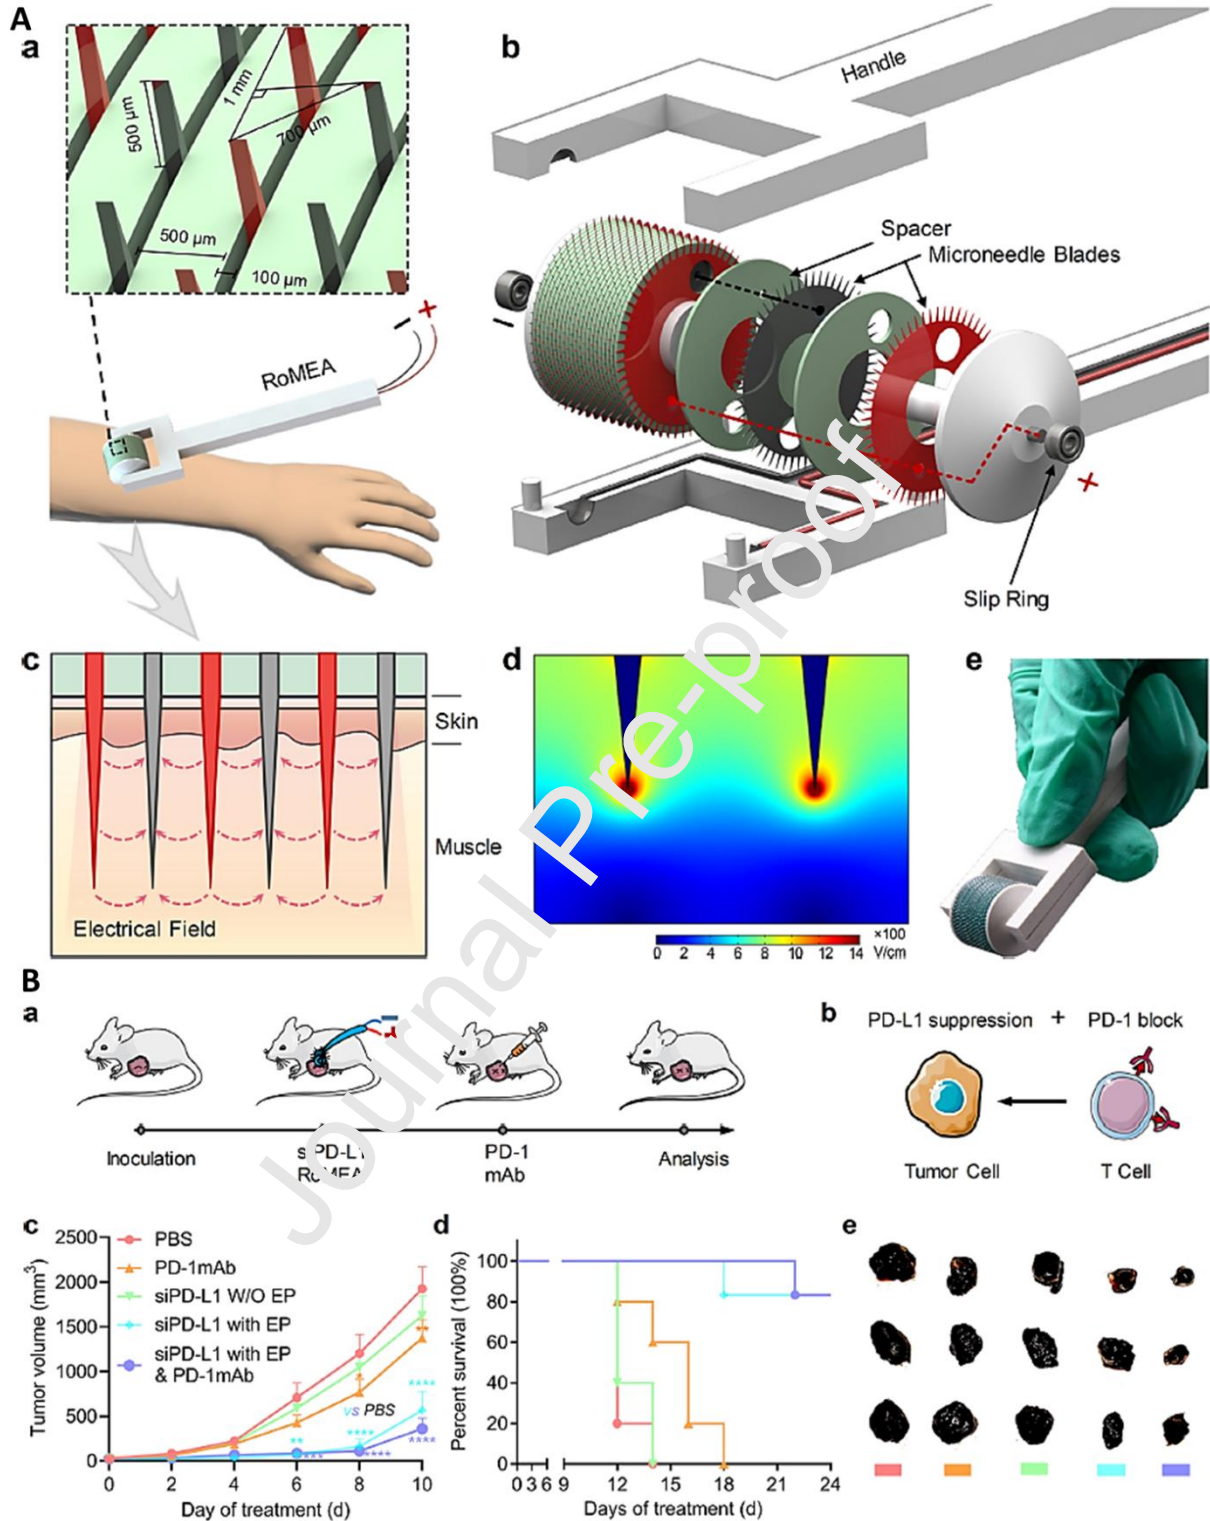 A
a
500 µm
1 mm
700 µm
500 µm
100 µm
RoMEA
− +
b
Handle
Spacer
Microneedle Blades
−
+
Slip Ring
c
Skin
Muscle
Electrical Field
d
0 2 4 6 8 10 12 14
×100
V/cm
e
Journal Pre-proof
B
a
Inoculation
siPD-L1
RoMEA
PD-1
mAb
Analysis
b
PD-L1 suppression + PD-1 block
Tumor Cell
T Cell
c
Tumor volume (mm³)
2500
2000
1500
1000
500
0
PBS
PD-1mAb
siPD-L1 W/O EP
siPD-L1 with EP
siPD-L1 with EP
& PD-1mAb
**
*
vs PBS
****
****
**
****
***
****
0 2 4 6 8 10
Day of treatment (d)
d
Percent survival (100%)
100
80
60
40
20
0
0 3 6 9 12 15 18 21 24
Days of treatment (d)
e